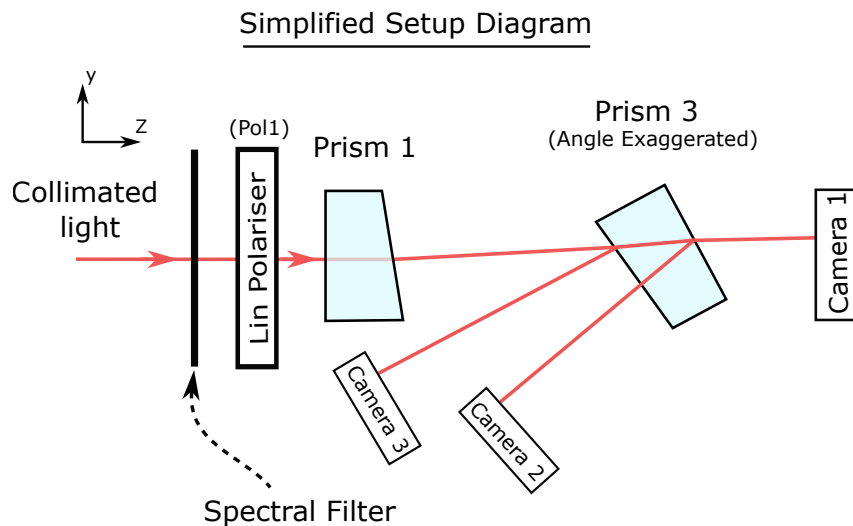 Simplified Setup Diagram
y
Z
(Pol1)
Prism 1
Prism 3
(Angle Exaggerated)
Collimated
light
Lin Polariser
Camera 1
Camera 3
Camera 2
Spectral Filter